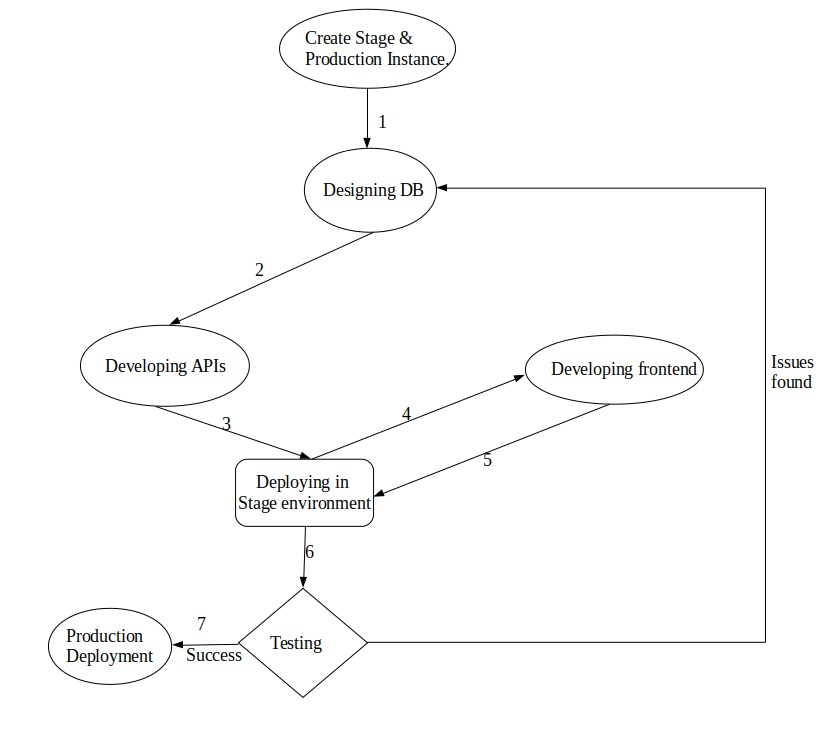 Create Stage &
Production Instance.
1
Designing DB
2
Developing APIs
Developing frontend
Issues
found
3
4
5
Deploying in
Stage environment
6
7
Production
Deployment
Success
Testing